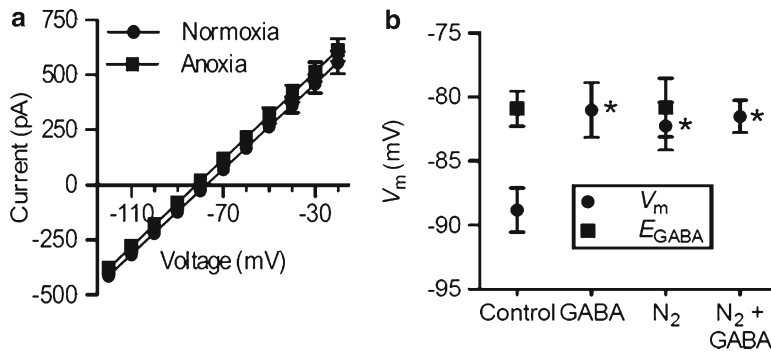 a
Normoxia
Anoxia
Current (pA)
750
500
250
0
-250
-500
-110
-70
-30
Voltage (mV)
b
Vm (mV)
-75
-80
-85
-90
-95
*
*
*
Vm
EGABA
Control GABA N2 N2 + GABA